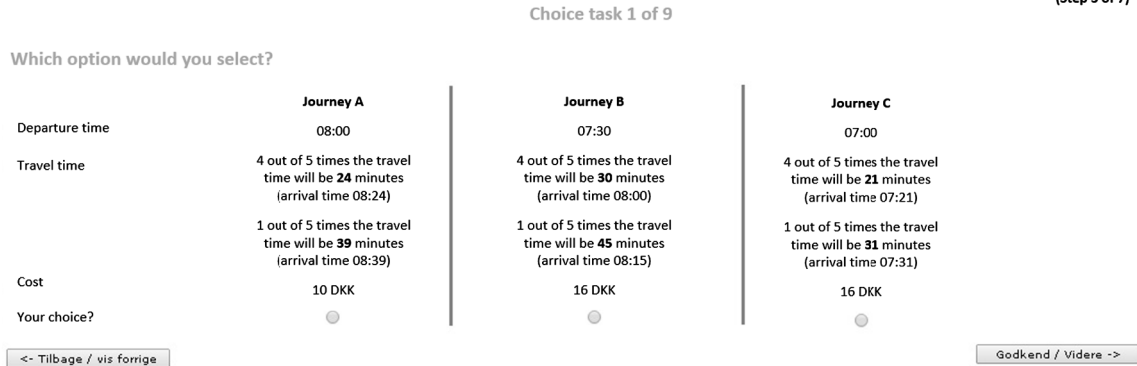 (Step 5 of 7)
Choice task 1 of 9
Which option would you select?
Journey A
Journey B
Journey C
Departure time
08:00
07:30
07:00
Travel time
4 out of 5 times the travel
time will be 24 minutes
(arrival time 08:24)
4 out of 5 times the travel
time will be 30 minutes
(arrival time 08:00)
4 out of 5 times the travel
time will be 21 minutes
(arrival time 07:21)
1 out of 5 times the travel
time will be 39 minutes
(arrival time 08:39)
1 out of 5 times the travel
time will be 45 minutes
(arrival time 08:15)
1 out of 5 times the travel
time will be 31 minutes
(arrival time 07:31)
Cost
10 DKK
16 DKK
16 DKK
Your choice?
<- Tilbage / vis forrige
Godkend / Videre ->